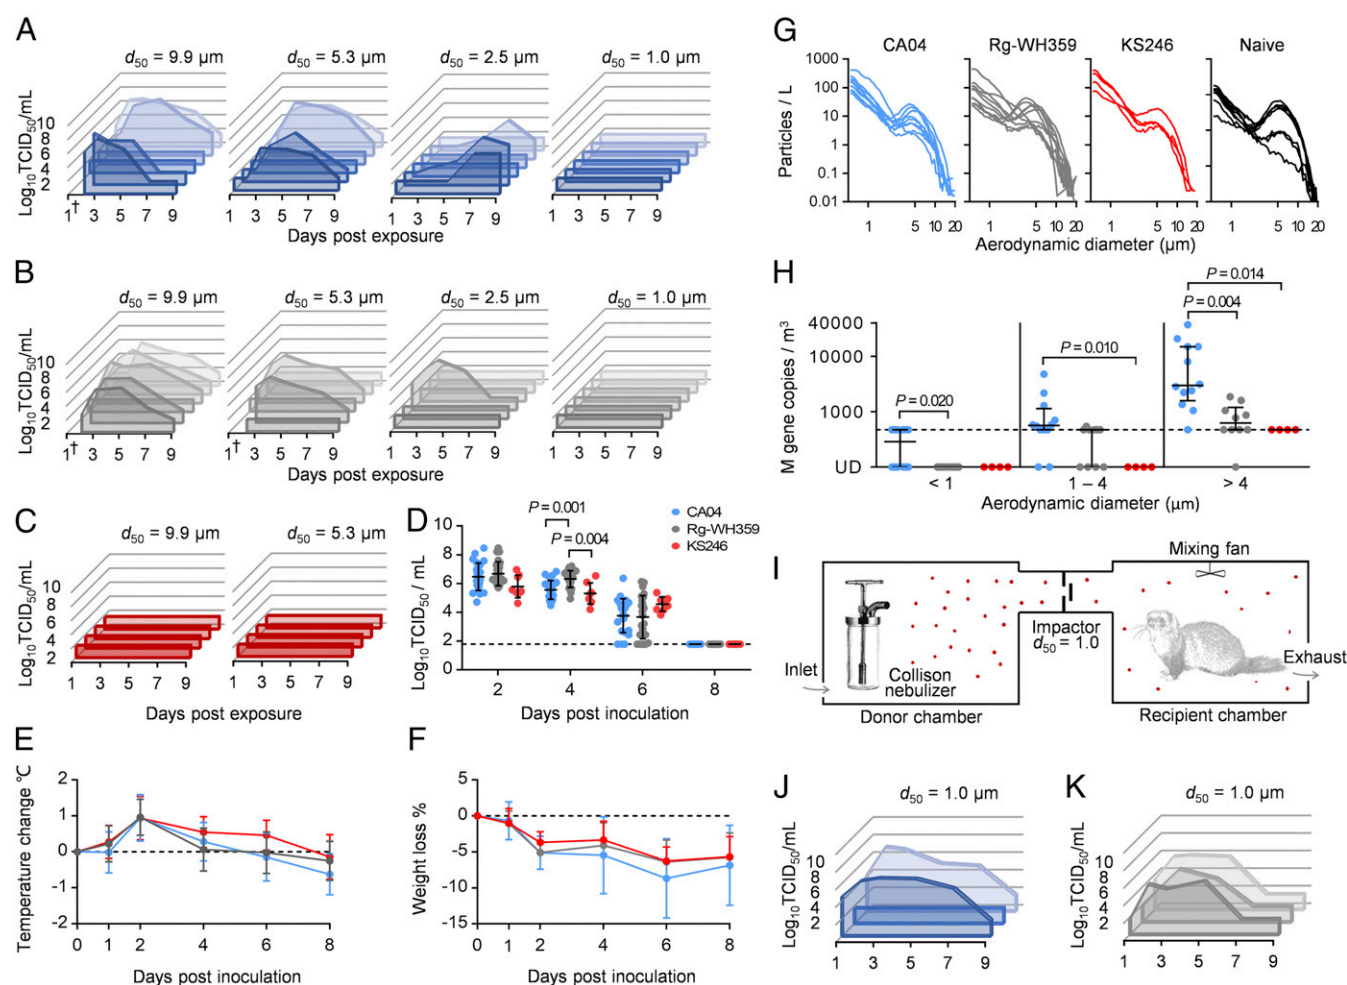 A
d50 = 9.9 µm
d50 = 5.3 µm
d50 = 2.5 µm
d50 = 1.0 µm
Log10TCID50/mL
10
8
6
4
2
1† 3 5 7 9
1 3 5 7 9
1 3 5 7 9
1 3 5 7 9
Days post exposure
B
d50 = 9.9 µm
d50 = 5.3 µm
d50 = 2.5 µm
d50 = 1.0 µm
Log10TCID50/mL
10
8
6
4
2
1† 3 5 7 9
1† 3 5 7 9
1 3 5 7 9
1 3 5 7 9
Days post exposure
C
d50 = 9.9 µm
d50 = 5.3 µm
Log10TCID50/mL
10
8
6
4
2
1 3 5 7 9
1 3 5 7 9
Days post exposure
D
P = 0.001
P = 0.004
CA04
Rg-WH359
KS246
Log10TCID50 / mL
10
8
6
4
2
0
2 4 6 8
Days post inoculation
E
Temperature change °C
2
1
0
-1
-2
0 1 2 4 6 8
Days post inoculation
F
Weight loss %
5
0
-5
-10
-15
0 1 2 4 6 8
Days post inoculation
G
CA04
Rg-WH359
KS246
Naive
Particles / L
1000
100
10
1
0.1
0.01
1 5 10 20
1 5 10 20
1 5 10 20
1 5 10 20
Aerodynamic diameter (µm)
H
P = 0.020
P = 0.010
P = 0.014
P = 0.004
M gene copies / m3
40000
10000
1000
UD
< 1
1 – 4
> 4
Aerodynamic diameter (µm)
I
Mixing fan
Impactor
d50 = 1.0
Inlet
Collison
nebulizer
Exhaust
Donor chamber
Recipient chamber
J
d50 = 1.0 µm
Log10TCID50/mL
10
8
6
4
2
1 3 5 7 9
K
d50 = 1.0 µm
Log10TCID50/mL
10
8
6
4
2
1 3 5 7 9